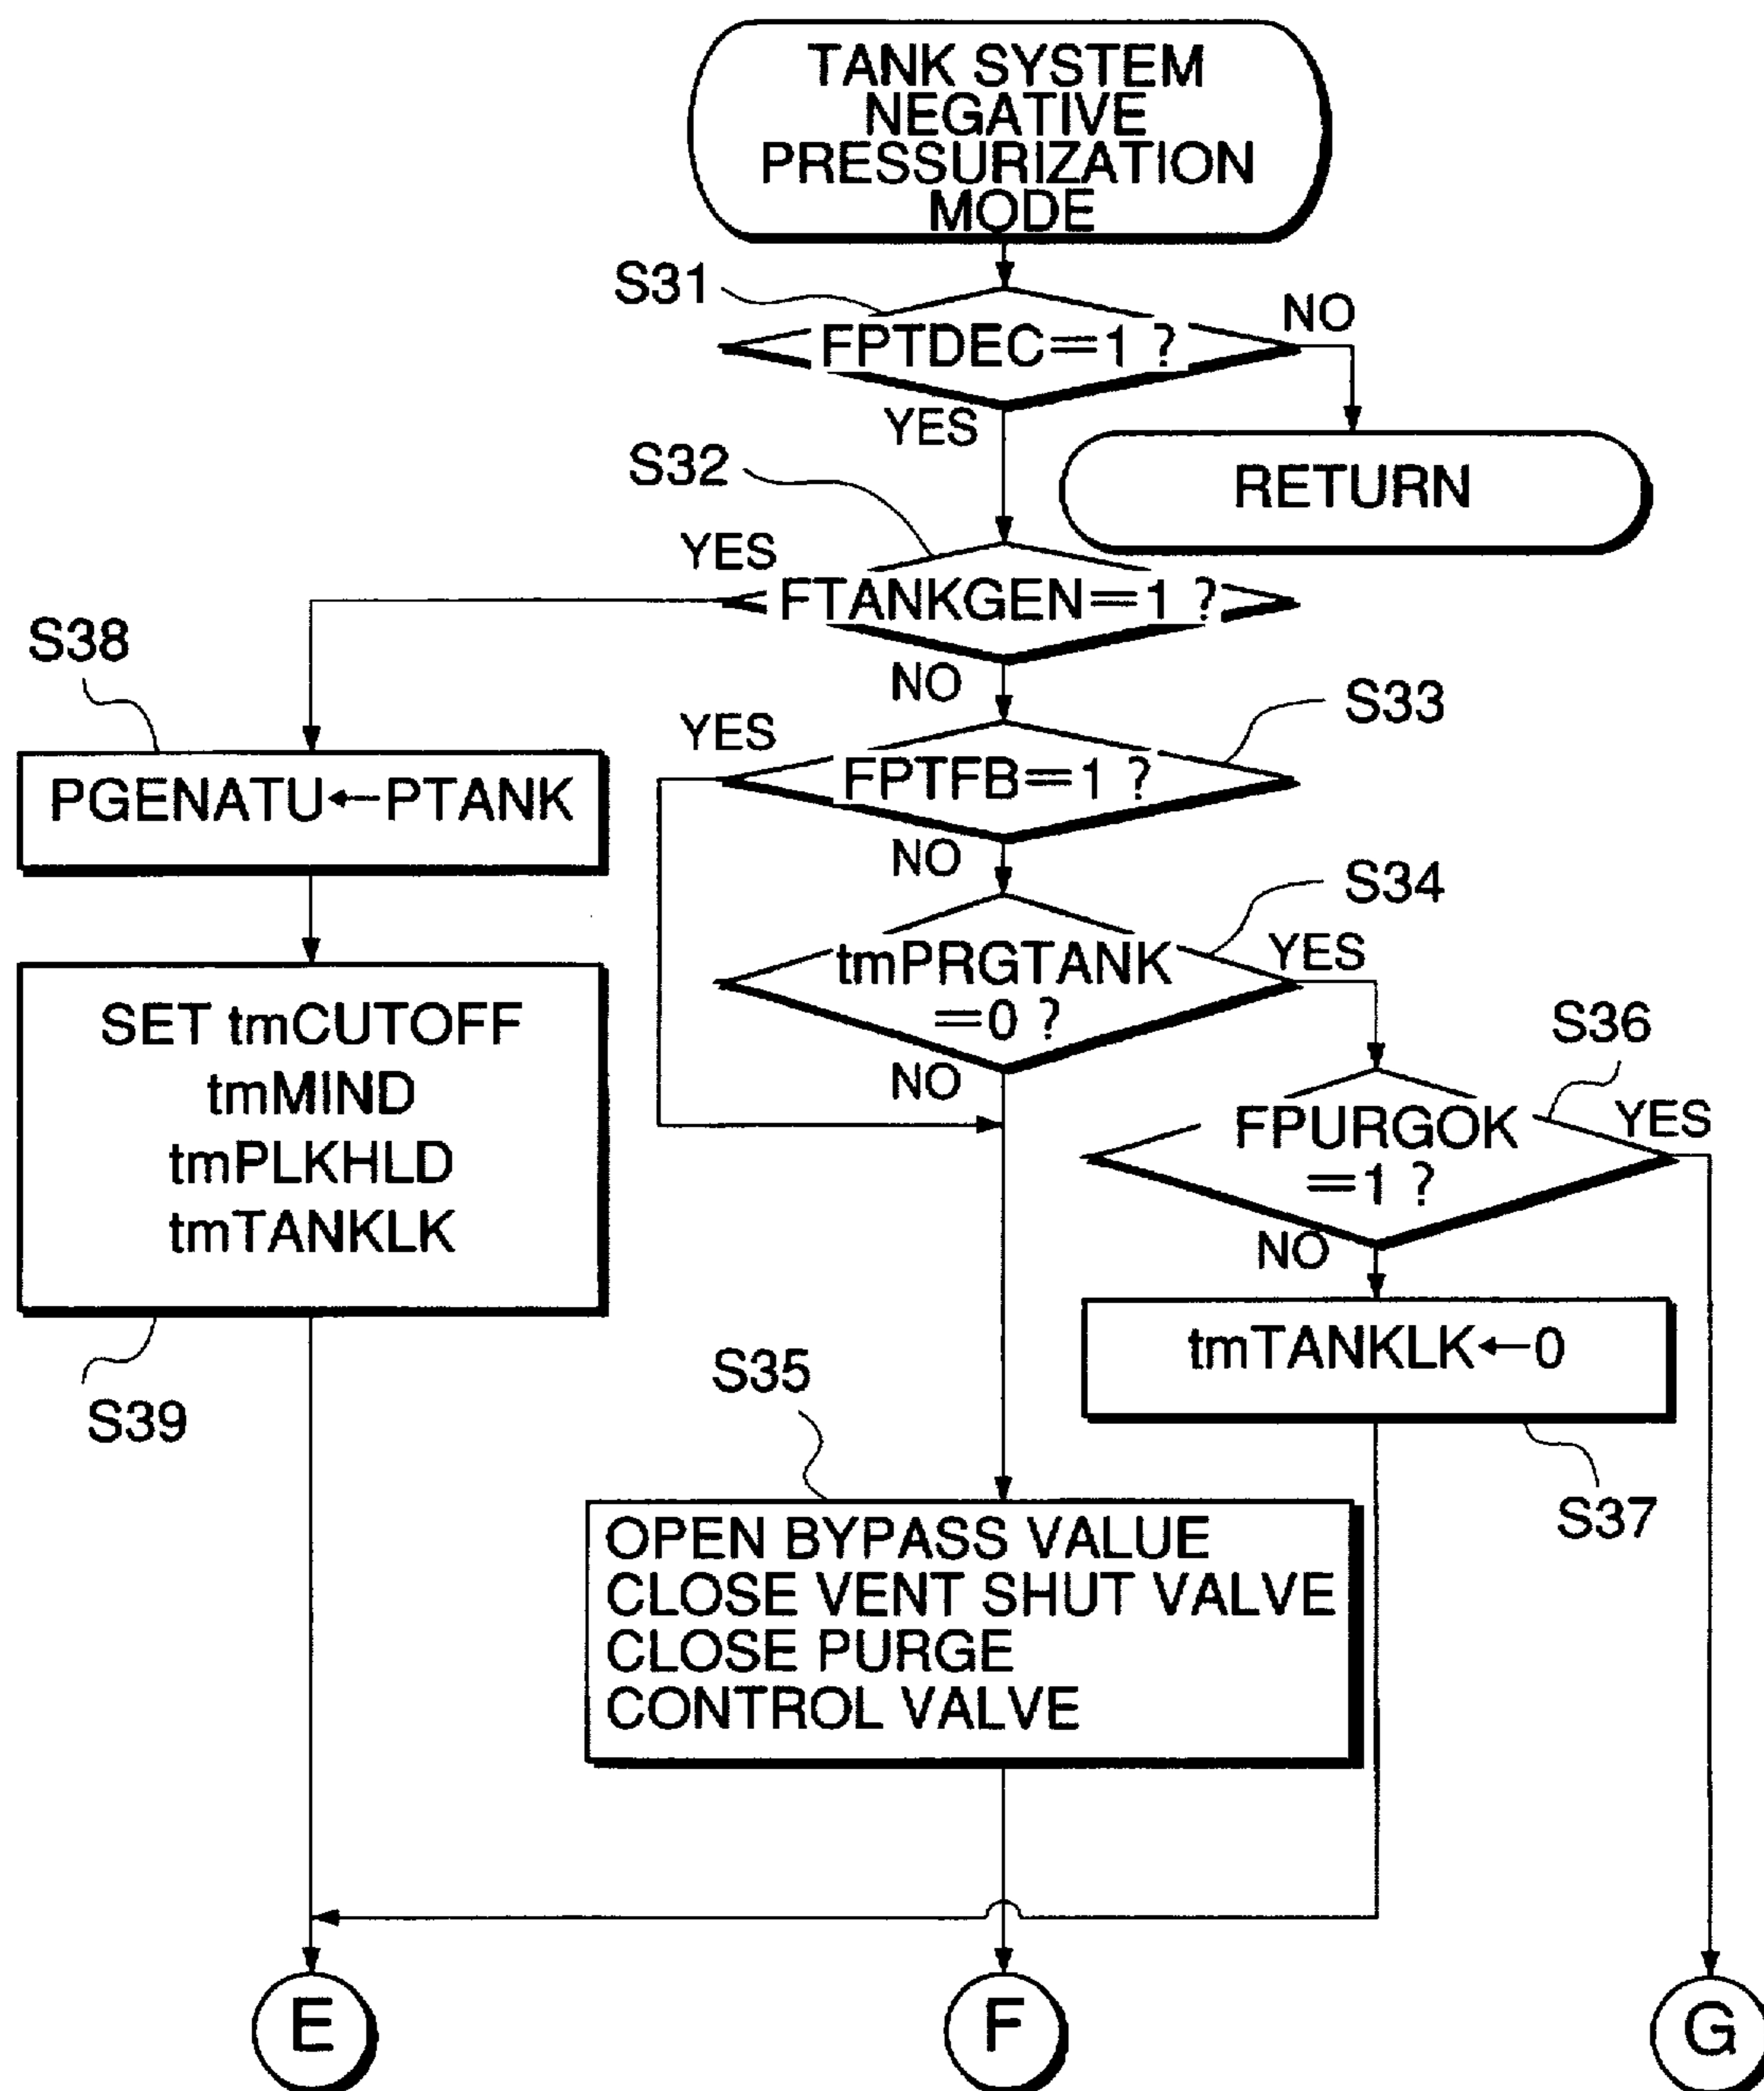 TANK SYSTEM
NEGATIVE
PRESSURIZATION
MODE
S31
FPTDEC=1 ?
NO
YES
RETURN
S32
YES
FTANKGEN=1 ?
NO
S38
PGENATU←PTANK
S33
YES
FPTFB=1 ?
NO
S34
tmPRGTANK
=0 ?
YES
NO
SET tmCUTOFF
tmMIND
tmPLKHLD
tmTANKLK
S39
S36
FPURGOK
=1 ?
YES
NO
tmTANKLK←0
S37
S35
OPEN BYPASS VALUE
CLOSE VENT SHUT VALVE
CLOSE PURGE
CONTROL VALVE
E
F
G